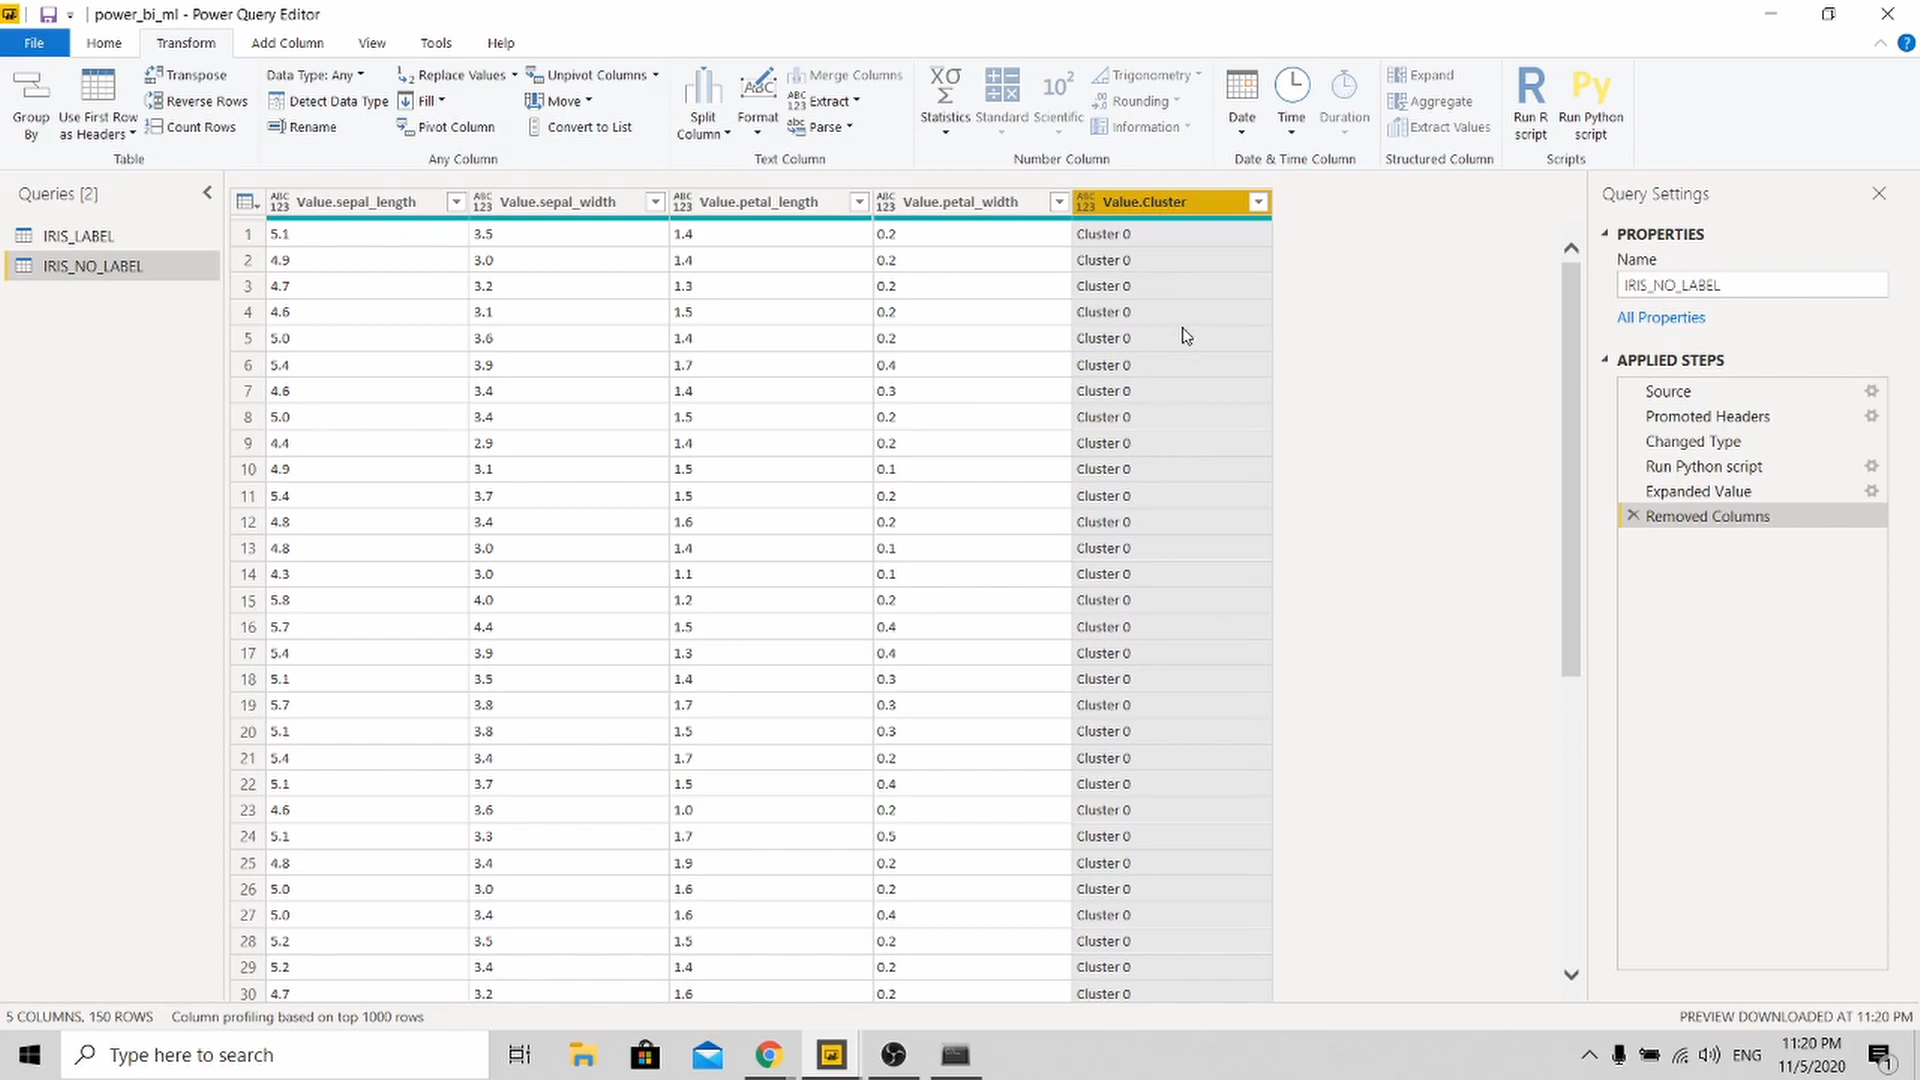 power_bi_ml - Power Query Editor
File Home Transform Add Column View Tools Help
Group By
Use First Row as Headers
Transpose
Reverse Rows
Count Rows
Table
Data Type: Any
Detect Data Type
Rename
Replace Values
Fill
Pivot Column
Unpivot Columns
Move
Convert to List
Any Column
Split Column
Format
Merge Columns
Extract
Parse
Text Column
Statistics
Standard
Scientific
Trigonometry
Rounding
Information
Number Column
Date
Time
Duration
Date & Time Column
Expand
Aggregate
Extract Values
Structured Column
Run R script
Run Python script
Scripts
Queries [2]
IRIS_LABEL
IRIS_NO_LABEL
Value.sepal_length Value.sepal_width Value.petal_length Value.petal_width Value.Cluster
1 5.1 3.5 1.4 0.2 Cluster 0
2 4.9 3.0 1.4 0.2 Cluster 0
3 4.7 3.2 1.3 0.2 Cluster 0
4 4.6 3.1 1.5 0.2 Cluster 0
5 5.0 3.6 1.4 0.2 Cluster 0
6 5.4 3.9 1.7 0.4 Cluster 0
7 4.6 3.4 1.4 0.3 Cluster 0
8 5.0 3.4 1.5 0.2 Cluster 0
9 4.4 2.9 1.4 0.2 Cluster 0
10 4.9 3.1 1.5 0.1 Cluster 0
11 5.4 3.7 1.5 0.2 Cluster 0
12 4.8 3.4 1.6 0.2 Cluster 0
13 4.8 3.0 1.4 0.1 Cluster 0
14 4.3 3.0 1.1 0.1 Cluster 0
15 5.8 4.0 1.2 0.2 Cluster 0
16 5.7 4.4 1.5 0.4 Cluster 0
17 5.4 3.9 1.3 0.4 Cluster 0
18 5.1 3.5 1.4 0.3 Cluster 0
19 5.7 3.8 1.7 0.3 Cluster 0
20 5.1 3.8 1.5 0.3 Cluster 0
21 5.4 3.4 1.7 0.2 Cluster 0
22 5.1 3.7 1.5 0.4 Cluster 0
23 4.6 3.6 1.0 0.2 Cluster 0
24 5.1 3.3 1.7 0.5 Cluster 0
25 4.8 3.4 1.9 0.2 Cluster 0
26 5.0 3.0 1.6 0.2 Cluster 0
27 5.0 3.4 1.6 0.4 Cluster 0
28 5.2 3.5 1.5 0.2 Cluster 0
29 5.2 3.4 1.4 0.2 Cluster 0
30 4.7 3.2 1.6 0.2 Cluster 0
Query Settings
PROPERTIES
Name
IRIS_NO_LABEL
All Properties
APPLIED STEPS
Source
Promoted Headers
Changed Type
Run Python script
Expanded Value
Removed Columns
5 COLUMNS, 150 ROWS Column profiling based on top 1000 rows
PREVIEW DOWNLOADED AT 11:20 PM
Type here to search
ENG
11:20 PM
11/5/2020
1